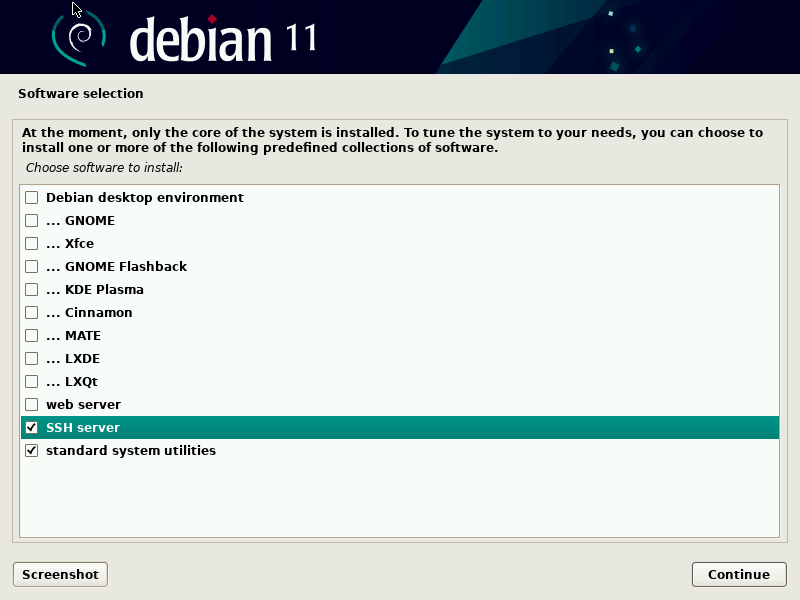 debian 11
Software selection
At the moment, only the core of the system is installed. To tune the system to your needs, you can choose to
install one or more of the following predefined collections of software.
Choose software to install:
Debian desktop environment
... GNOME
... Xfce
... GNOME Flashback
... KDE Plasma
... Cinnamon
... MATE
... LXDE
... LXQt
web server
SSH server
standard system utilities
Screenshot
Continue